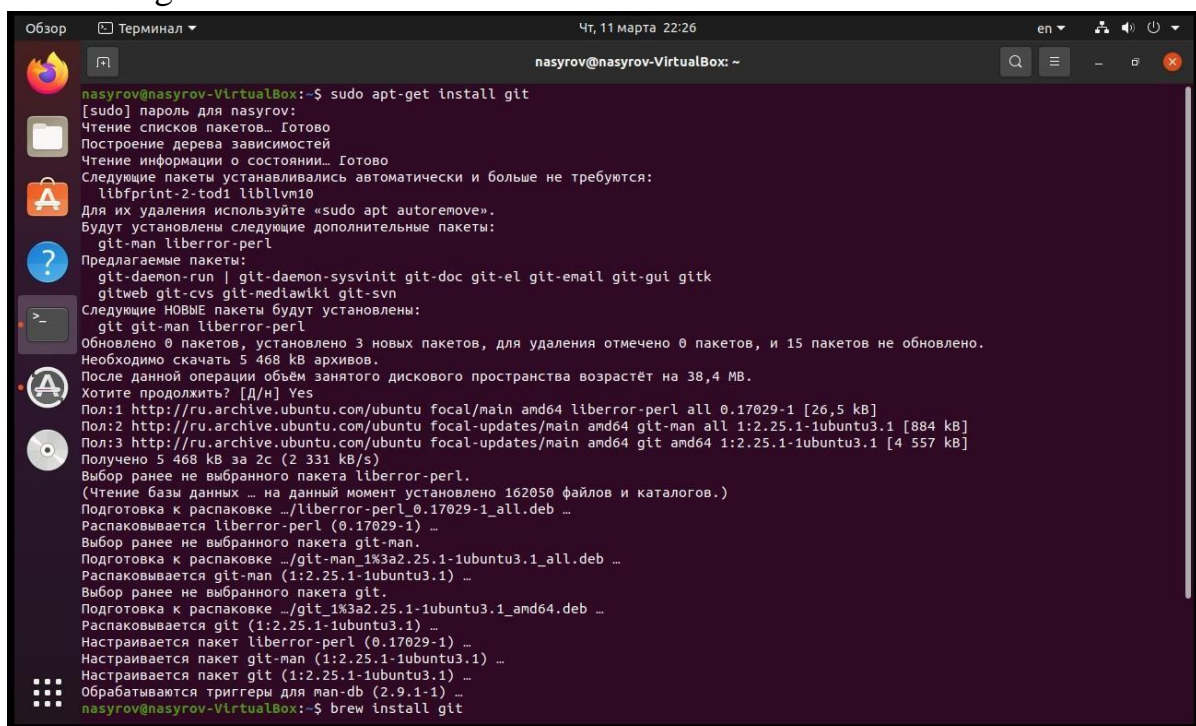 Обзор
Терминал
Чт, 11 марта 22:26
en
nasyrov@nasyrov-VirtualBox: ~
nasyrov@nasyrov-VirtualBox:~$ sudo apt-get install git
[sudo] пароль для nasyrov:
Чтение списков пакетов… Готово
Построение дерева зависимостей
Чтение информации о состоянии… Готово
Следующие пакеты устанавливались автоматически и больше не требуются:
libfprint-2-tod1 libllvm10
Для их удаления используйте «sudo apt autoremove».
Будут установлены следующие дополнительные пакеты:
git-man liberror-perl
Предлагаемые пакеты:
git-daemon-run | git-daemon-sysvinit git-doc git-el git-email git-gui gitk
gitweb git-cvs git-mediawiki git-svn
Следующие НОВЫЕ пакеты будут установлены:
git git-man liberror-perl
Обновлено 0 пакетов, установлено 3 новых пакетов, для удаления отмечено 0 пакетов, и 15 пакетов не обновлено.
Необходимо скачать 5 468 kB архивов.
После данной операции объём занятого дискового пространства возрастёт на 38,4 MB.
Хотите продолжить? [Д/н] Yes
Пол:1 http://ru.archive.ubuntu.com/ubuntu focal/main amd64 liberror-perl all 0.17029-1 [26,5 kB]
Пол:2 http://ru.archive.ubuntu.com/ubuntu focal-updates/main amd64 git-man all 1:2.25.1-1ubuntu3.1 [884 kB]
Пол:3 http://ru.archive.ubuntu.com/ubuntu focal-updates/main amd64 git amd64 1:2.25.1-1ubuntu3.1 [4 557 kB]
Получено 5 468 kB за 2с (2 331 kB/s)
Выбор ранее не выбранного пакета liberror-perl.
(Чтение базы данных … на данный момент установлено 162050 файлов и каталогов.)
Подготовка к распаковке …/liberror-perl_0.17029-1_all.deb …
Распаковывается liberror-perl (0.17029-1) …
Выбор ранее не выбранного пакета git-man.
Подготовка к распаковке …/git-man_1%3a2.25.1-1ubuntu3.1_all.deb …
Распаковывается git-man (1:2.25.1-1ubuntu3.1) …
Выбор ранее не выбранного пакета git.
Подготовка к распаковке …/git_1%3a2.25.1-1ubuntu3.1_amd64.deb …
Распаковывается git (1:2.25.1-1ubuntu3.1) …
Настраивается пакет liberror-perl (0.17029-1) …
Настраивается пакет git-man (1:2.25.1-1ubuntu3.1) …
Настраивается пакет git (1:2.25.1-1ubuntu3.1) …
Обрабатываются триггеры для man-db (2.9.1-1) …
nasyrov@nasyrov-VirtualBox:~$ brew install git